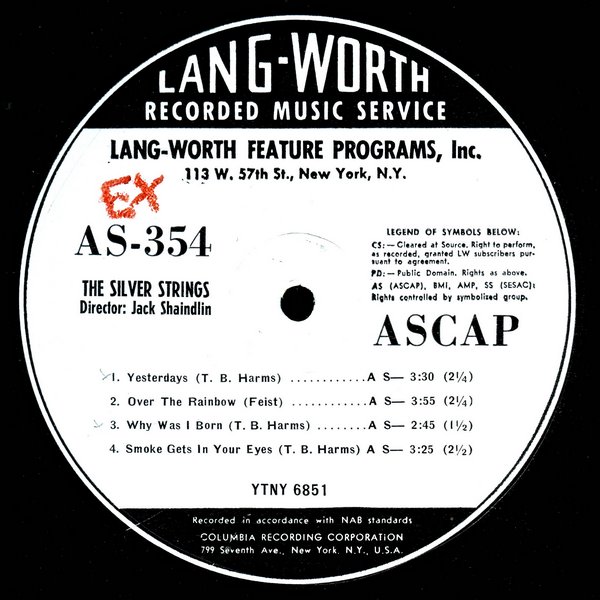 LANG-WORTH
RECORDED MUSIC SERVICE
LANG-WORTH FEATURE PROGRAMS, Inc.
113 W. 57th St., New York, N.Y.
EX
AS-354
THE SILVER STRINGS
Director: Jack Shaindlin
LEGEND OF SYMBOLS BELOW:
CS:—Cleared at Source. Right to perform,
as recorded, granted LW subscribers pur-
suant to agreement.
PD:—Public Domain. Rights as above.
AS (ASCAP), BMI, AMP, SS (SESAC):
Rights controlled by symbolized group.
ASCAP
1. Yesterdays (T. B. Harms) ............A S— 3:30 (2¼)
2. Over The Rainbow (Feist) ............A S— 3:55 (2¼)
3. Why Was I Born (T. B. Harms) ........A S— 2:45 (1½)
4. Smoke Gets In Your Eyes (T. B. Harms) A S— 3:25 (2½)
YTNY 6851
Recorded in accordance with NAB standards
COLUMBIA RECORDING CORPORATION
799 Seventh Ave., New York, N.Y., U.S.A.